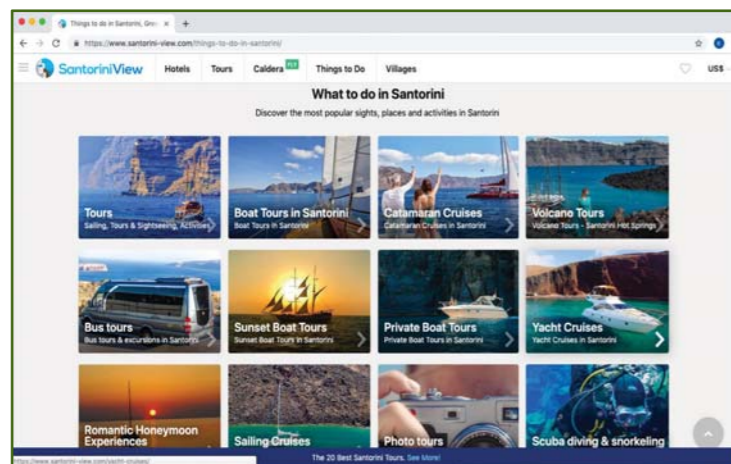 Things to do in Santorini, Gree
https://www.santorini-view.com/things-to-do-in-santorini/
SantoriniView Hotels Tours Caldera FLY Things to Do Villages US$
What to do in Santorini
Discover the most popular sights, places and activities in Santorini
Tours
Sailing, Tours & Sightseeing, Activities
Boat Tours in Santorini
Boat Tours in Santorini
Catamaran Cruises
Catamaran Cruises in Santorini
Volcano Tours
Volcano Tours - Santorini Hot Springs
Bus tours
Bus tours & excursions in Santorini
Sunset Boat Tours
Sunset Boat Tours in Santorini
Private Boat Tours
Private Boat Tours in Santorini
Yacht Cruises
Yacht Cruises in Santorini
Romantic Honeymoon
Experiences
Sailing Cruises
Photo tours
Scuba diving & snorkeling
The 20 Best Santorini Tours. See More!
https://www.santorini-view.com/yacht-cruises/